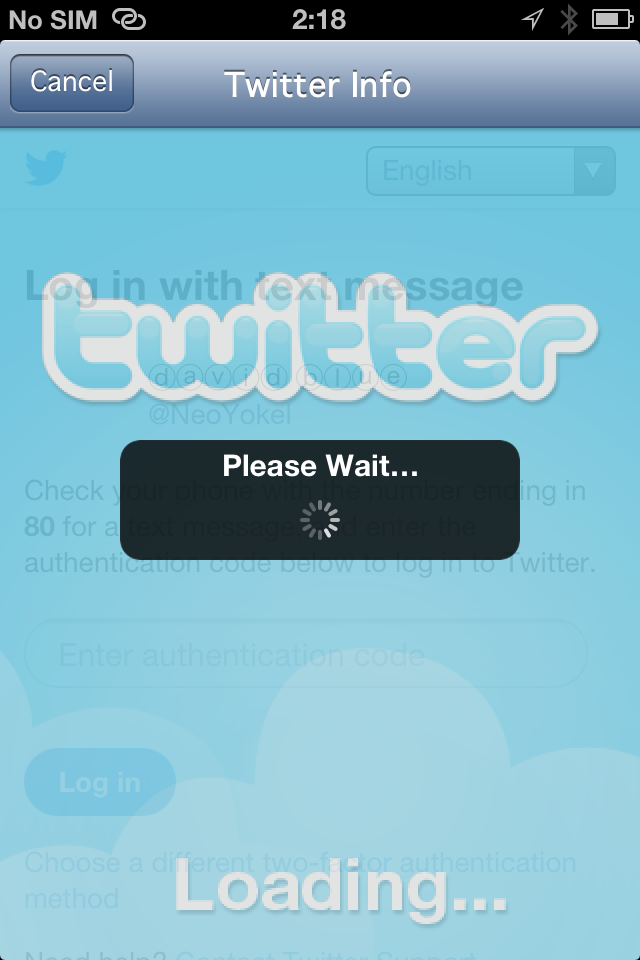 No SIM 2:18
Cancel Twitter Info
English
Log in with text message
twitter
ⓓⓐⓥⓘⓓ ⓑⓛⓤⓔ
@NeoYokel
Please Wait...
Check your phone with the number ending in
80 for a text message and enter the
authentication code below to log in to Twitter.
Enter authentication code
Log in
Choose a different two-factor authentication
method
Loading...
Need help? Contact Twitter Support